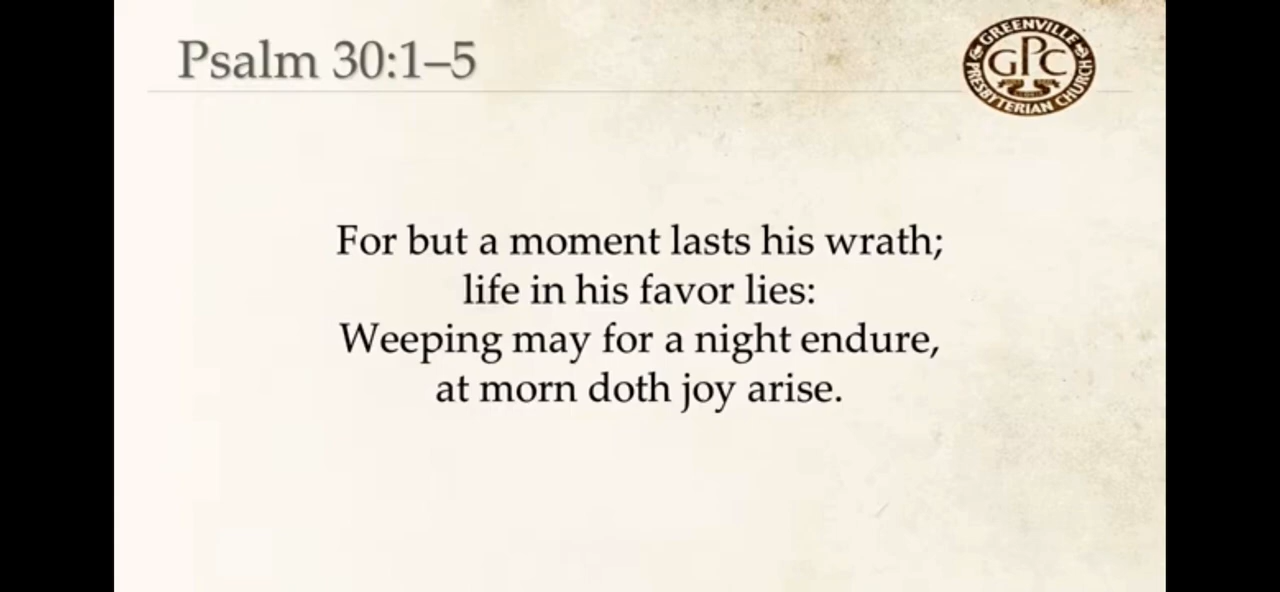 Psalm 30:1–5
GREENVILLE
GPC
PRESBYTERIAN CHURCH
For but a moment lasts his wrath;
life in his favor lies:
Weeping may for a night endure,
at morn doth joy arise.